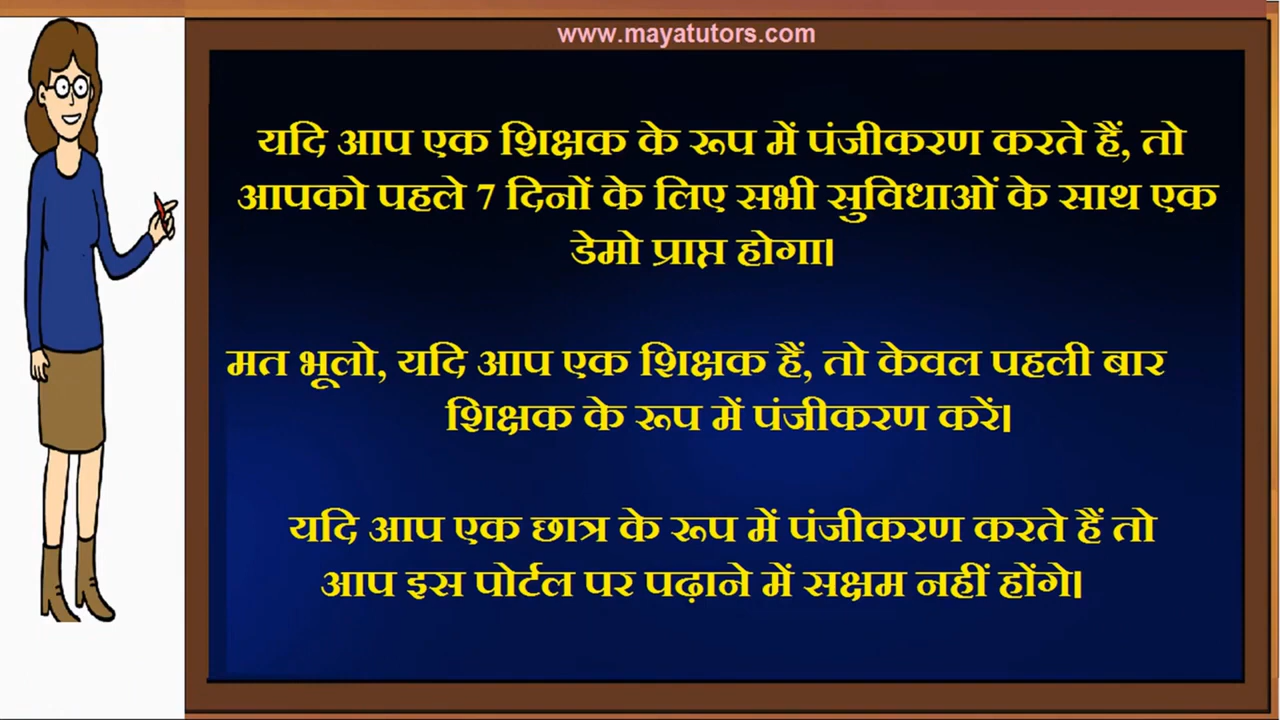 www.mayatutors.com
यदि आप एक शिक्षक के रूप में पंजीकरण करते हैं, तो
आपको पहले 7 दिनों के लिए सभी सुविधाओं के साथ एक
डेमो प्राप्त होगा।
मत भूलो, यदि आप एक शिक्षक हैं, तो केवल पहली बार
शिक्षक के रूप में पंजीकरण करें।
यदि आप एक छात्र के रूप में पंजीकरण करते हैं तो
आप इस पोर्टल पर पढ़ाने में सक्षम नहीं होंगे।